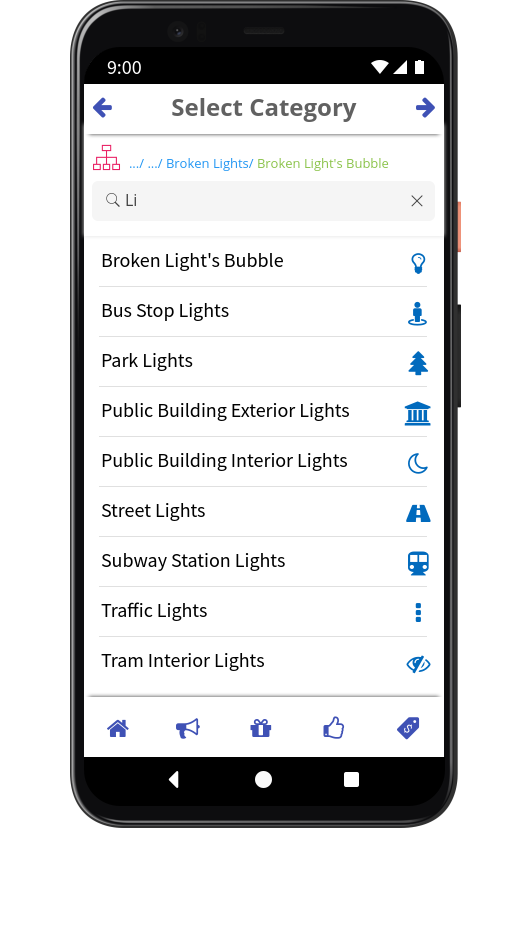 9:00
Select Category
.../ .../ Broken Lights/ Broken Light's Bubble
Li
Broken Light's Bubble
Bus Stop Lights
Park Lights
Public Building Exterior Lights
Public Building Interior Lights
Street Lights
Subway Station Lights
Traffic Lights
Tram Interior Lights